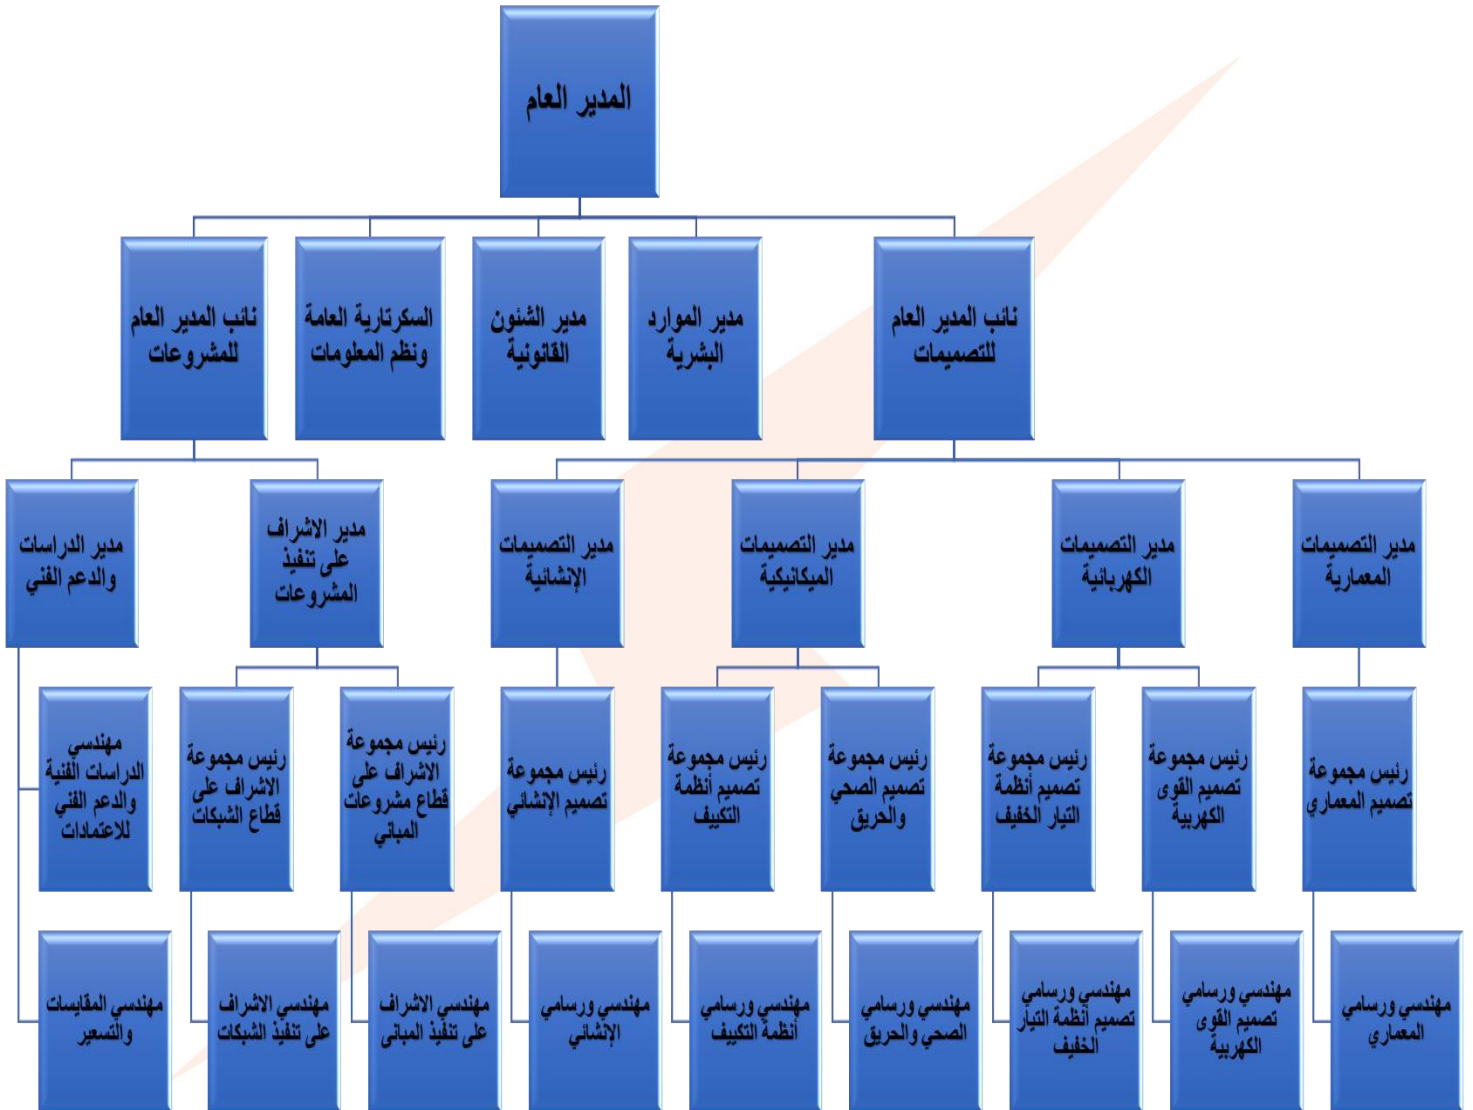 المدير العام
نائب المدير العام
للتصميمات
مدير الموارد
البشرية
مدير الشئون
القانونية
السكرتارية العامة
ونظم المعلومات
نائب المدير العام
للمشروعات
مدير التصميمات
المعمارية
مدير التصميمات
الكهربائية
مدير التصميمات
الميكانيكية
مدير التصميمات
الإنشائية
مدير الاشراف
على تنفيذ
المشروعات
مدير الدراسات
والدعم الفني
رئيس مجموعة
تصميم المعماري
رئيس مجموعة
تصميم القوى
الكهربية
رئيس مجموعة
تصميم أنظمة
التيار الخفيف
رئيس مجموعة
تصميم الصحي
والحريق
رئيس مجموعة
تصميم أنظمة
التكييف
رئيس مجموعة
تصميم الإنشائي
رئيس مجموعة
الاشراف على
قطاع مشروعات
المباني
رئيس مجموعة
الاشراف على
قطاع الشبكات
مهندسي
الدراسات الفنية
والدعم الفني
للاعتمادات
مهندسي ورسامي
المعماري
مهندسي ورسامي
تصميم القوى
الكهربية
مهندسي ورسامي
تصميم أنظمة التيار
الخفيف
مهندسي ورسامي
الصحي والحريق
مهندسي ورسامي
أنظمة التكييف
مهندسي ورسامي
الإنشائي
مهندسي الاشراف
على تنفيذ المبانى
مهندسي الاشراف
على تنفيذ الشبكات
مهندسي المقايسات
والتسعير